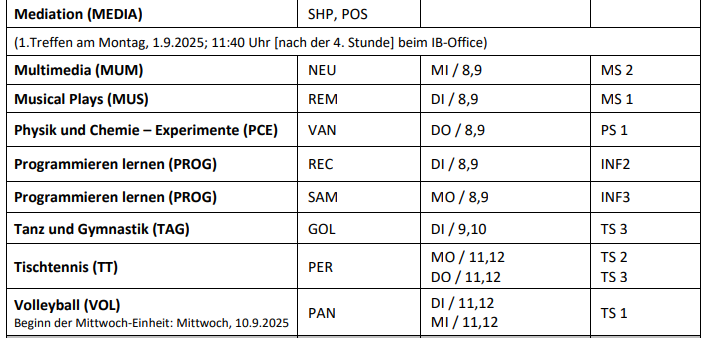 Mediation (MEDIA) SHP, POS
(1.Treffen am Montag, 1.9.2025; 11:40 Uhr [nach der 4. Stunde] beim IB-Office)
Multimedia (MUM) NEU MI / 8,9 MS 2
Musical Plays (MUS) REM DI / 8,9 MS 1
Physik und Chemie – Experimente (PCE) VAN DO / 8,9 PS 1
Programmieren lernen (PROG) REC DI / 8,9 INF2
Programmieren lernen (PROG) SAM MO / 8,9 INF3
Tanz und Gymnastik (TAG) GOL DI / 9,10 TS 3
Tischtennis (TT) PER MO / 11,12 TS 2
DO / 11,12 TS 3
Volleyball (VOL) PAN DI / 11,12 TS 1
Beginn der Mittwoch-Einheit: Mittwoch, 10.9.2025 MI / 11,12